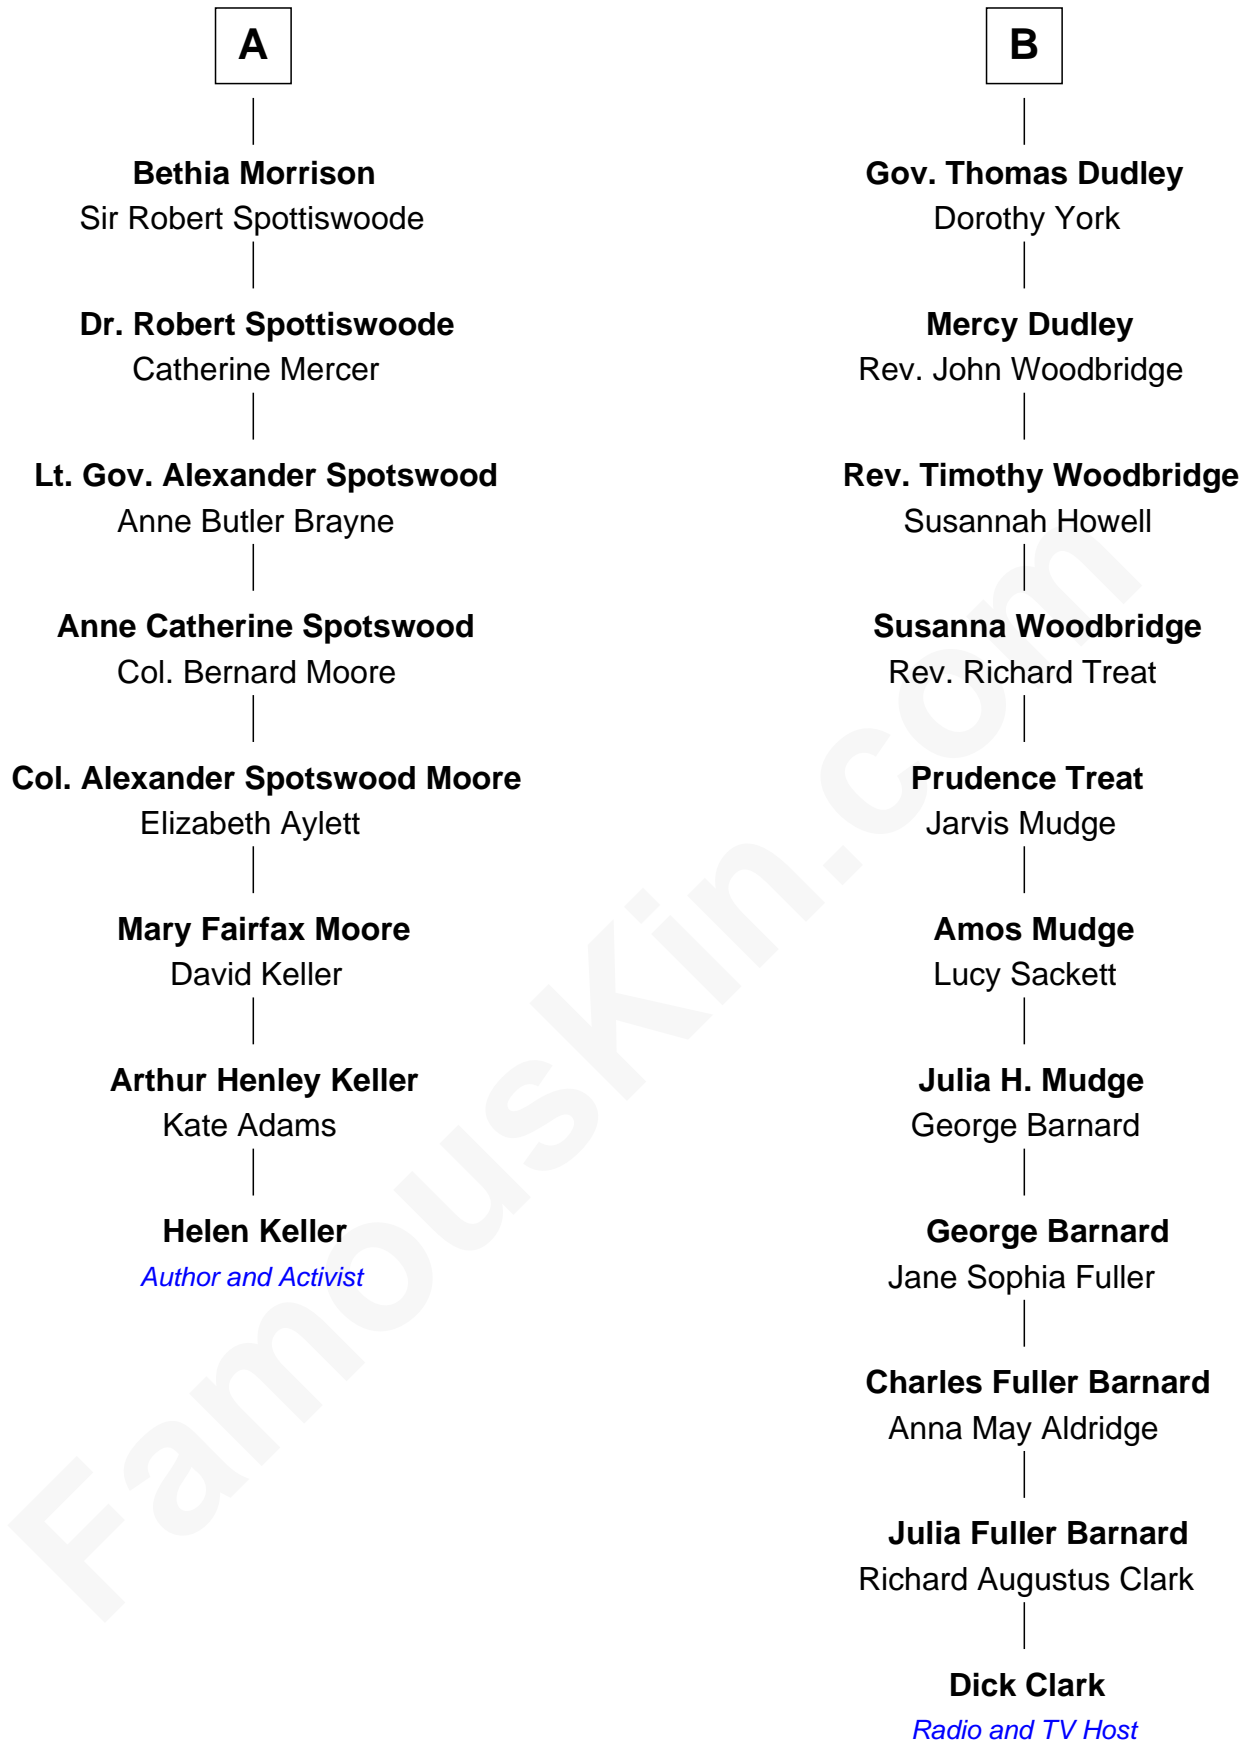 A
Bethia Morrison
Sir Robert Spottiswoode
Dr. Robert Spottiswoode
Catherine Mercer
Lt. Gov. Alexander Spotswood
Anne Butler Brayne
Anne Catherine Spotswood
Col. Bernard Moore
Col. Alexander Spotswood Moore
Elizabeth Aylett
Mary Fairfax Moore
David Keller
Arthur Henley Keller
Kate Adams
Helen Keller
Author and Activist
B
Gov. Thomas Dudley
Dorothy York
Mercy Dudley
Rev. John Woodbridge
Rev. Timothy Woodbridge
Susannah Howell
Susanna Woodbridge
Rev. Richard Treat
Prudence Treat
Jarvis Mudge
Amos Mudge
Lucy Sackett
Julia H. Mudge
George Barnard
George Barnard
Jane Sophia Fuller
Charles Fuller Barnard
Anna May Aldridge
Julia Fuller Barnard
Richard Augustus Clark
Dick Clark
Radio and TV Host
FamousKin.com